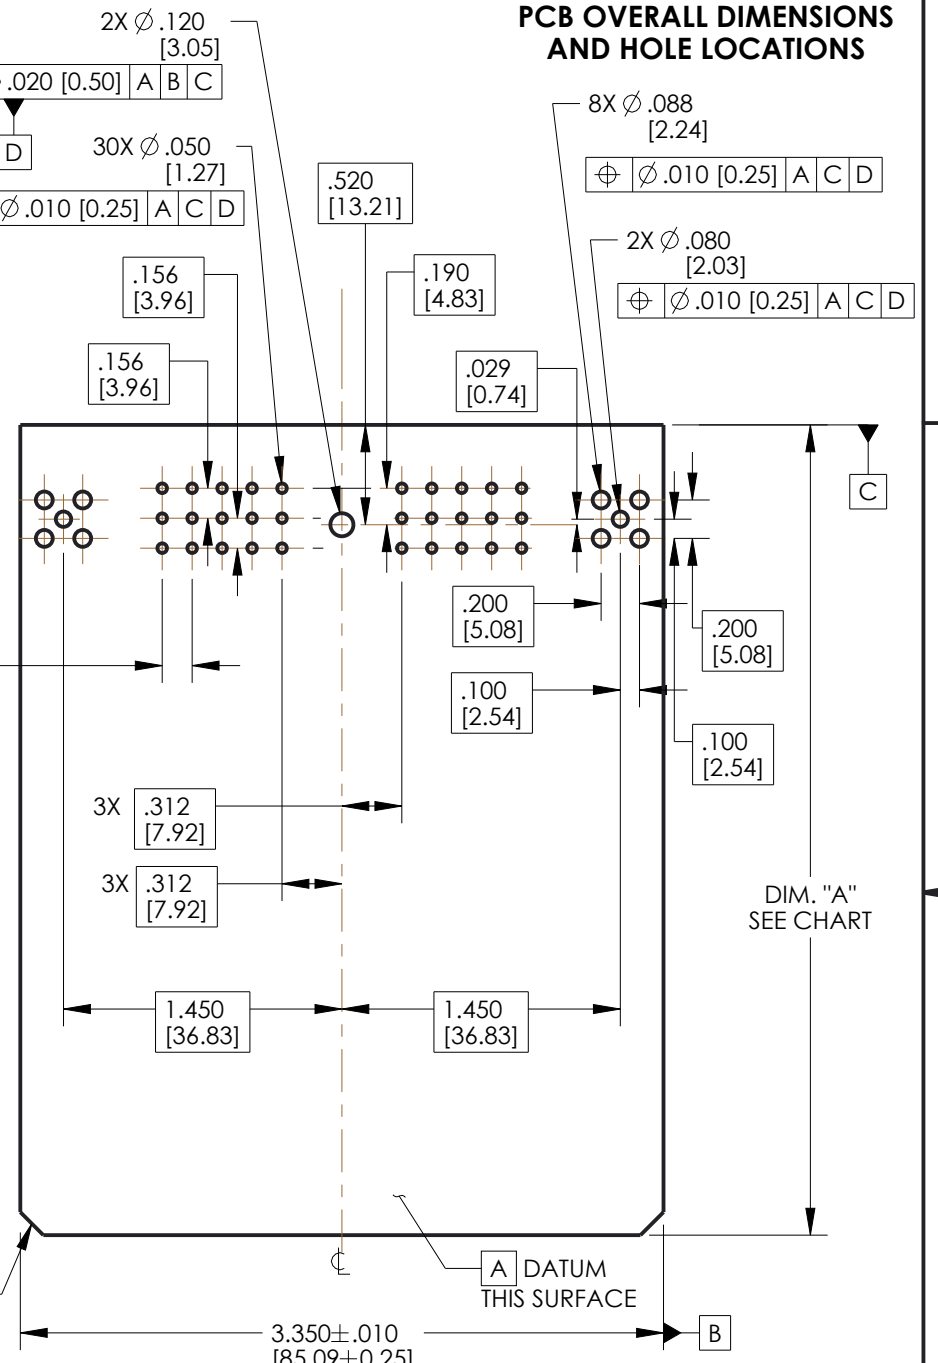 PCB OVERALL DIMENSIONS
AND HOLE LOCATIONS
2X ∅ .120
[3.05]
.020 [0.50] A B C
D
30X ∅ .050
[1.27]
∅ .010 [0.25] A C D
8X ∅ .088
[2.24]
⌖ ∅ .010 [0.25] A C D
2X ∅ .080
[2.03]
⌖ ∅ .010 [0.25] A C D
.520
[13.21]
.156
[3.96]
.190
[4.83]
.156
[3.96]
.029
[0.74]
C
.200
[5.08]
.200
[5.08]
.100
[2.54]
.100
[2.54]
3X .312
[7.92]
3X .312
[7.92]
DIM. "A"
SEE CHART
1.450
[36.83]
1.450
[36.83]
℄
A DATUM
THIS SURFACE
3.350±.010
[85.09±0.25]
B